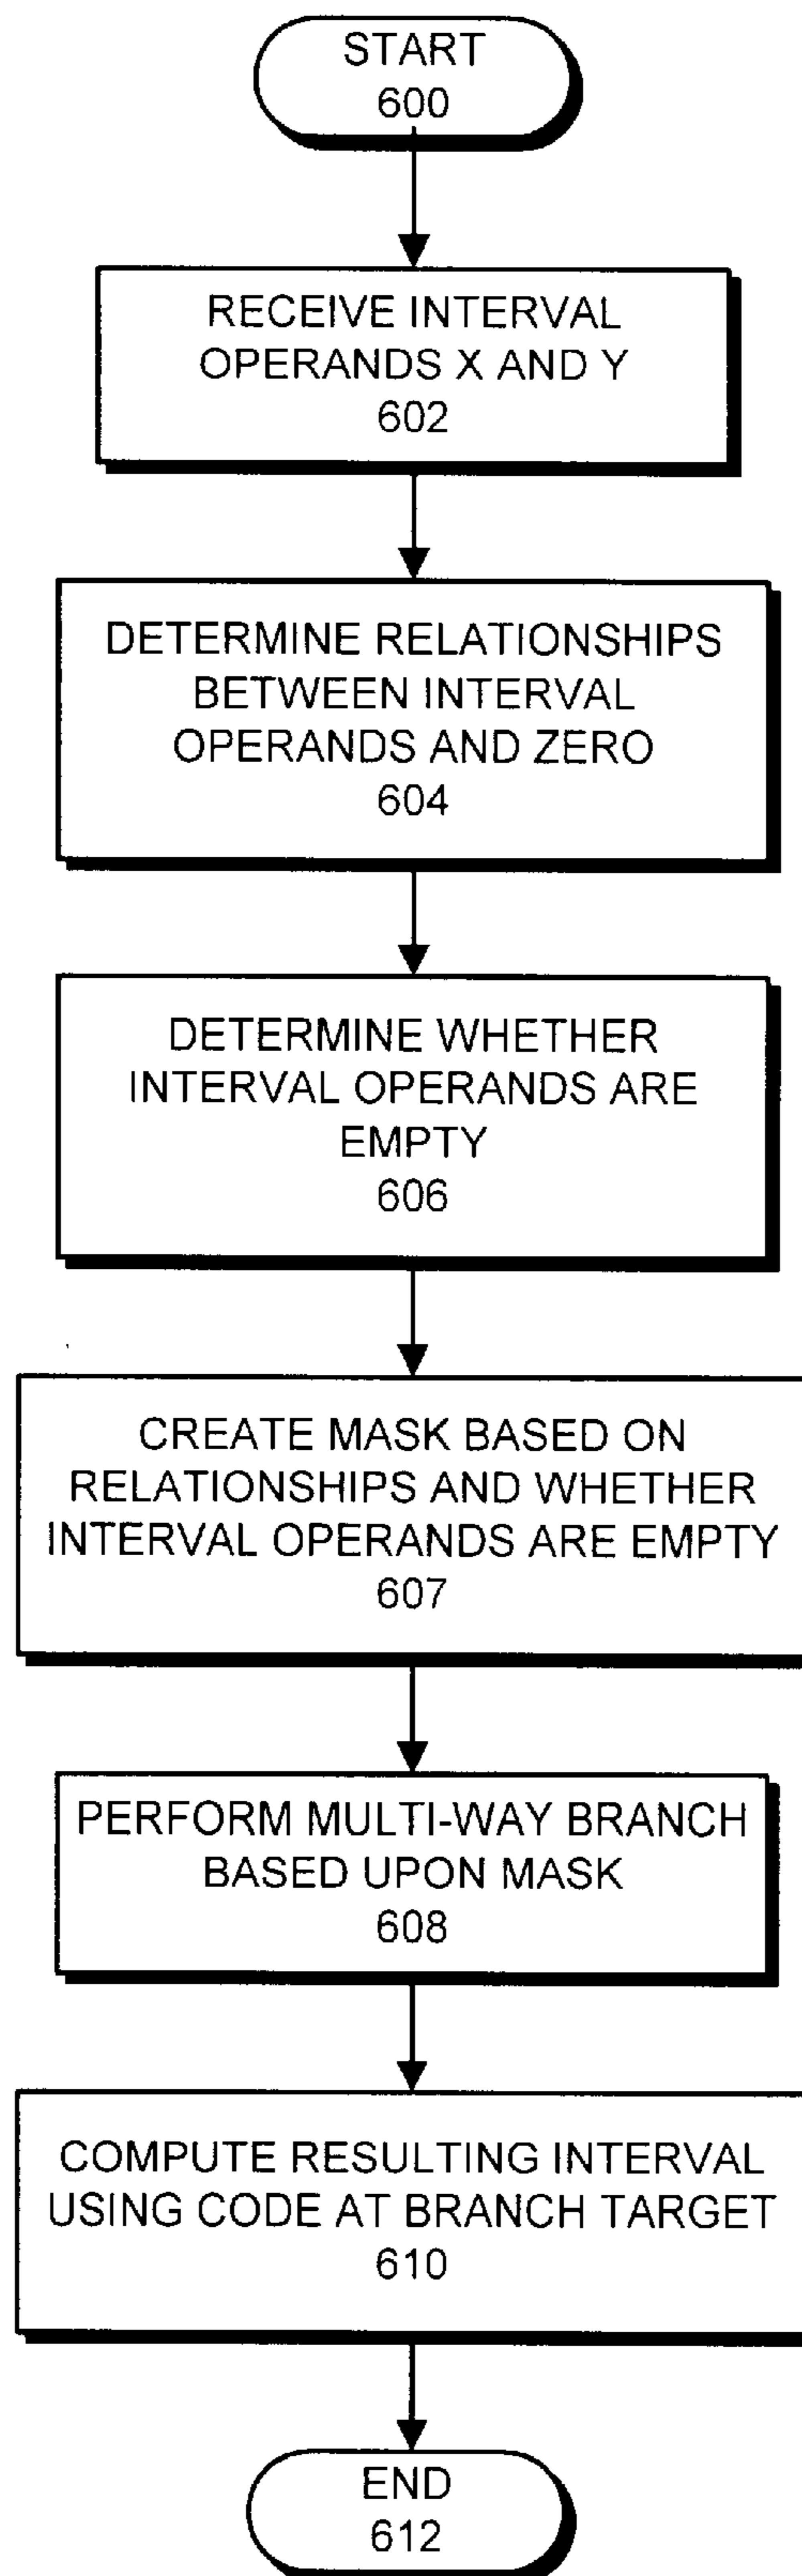 START
600
RECEIVE INTERVAL
OPERANDS X AND Y
602
DETERMINE RELATIONSHIPS
BETWEEN INTERVAL
OPERANDS AND ZERO
604
DETERMINE WHETHER
INTERVAL OPERANDS ARE
EMPTY
606
CREATE MASK BASED ON
RELATIONSHIPS AND WHETHER
INTERVAL OPERANDS ARE EMPTY
607
PERFORM MULTI-WAY BRANCH
BASED UPON MASK
608
COMPUTE RESULTING INTERVAL
USING CODE AT BRANCH TARGET
610
END
612